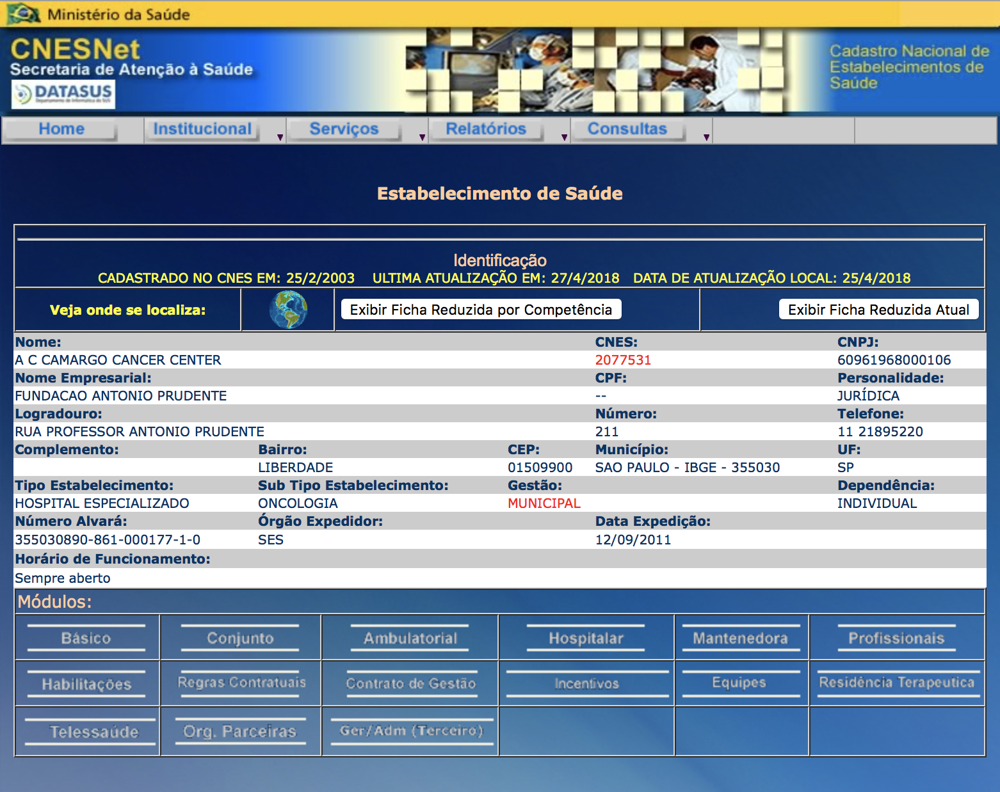 Ministério da Saúde
CNESNet
Secretaria de Atenção à Saúde
DATASUS
Departamento de Informática do SUS
Cadastro Nacional de
Estabelecimentos de
Saúde
Home Institucional Serviços Relatórios Consultas
Estabelecimento de Saúde
Identificação
CADASTRADO NO CNES EM: 25/2/2003 ULTIMA ATUALIZAÇÃO EM: 27/4/2018 DATA DE ATUALIZAÇÃO LOCAL: 25/4/2018
Veja onde se localiza: Exibir Ficha Reduzida por Competência Exibir Ficha Reduzida Atual
Nome: CNES: CNPJ:
A C CAMARGO CANCER CENTER 2077531 60961968000106
Nome Empresarial: CPF: Personalidade:
FUNDACAO ANTONIO PRUDENTE -- JURÍDICA
Logradouro: Número: Telefone:
RUA PROFESSOR ANTONIO PRUDENTE 211 11 21895220
Complemento: Bairro: CEP: Município: UF:
LIBERDADE 01509900 SAO PAULO - IBGE - 355030 SP
Tipo Estabelecimento: Sub Tipo Estabelecimento: Gestão: Dependência:
HOSPITAL ESPECIALIZADO ONCOLOGIA MUNICIPAL INDIVIDUAL
Número Alvará: Órgão Expedidor: Data Expedição:
355030890-861-000177-1-0 SES 12/09/2011
Horário de Funcionamento:
Sempre aberto
Módulos:
Básico Conjunto Ambulatorial Hospitalar Mantenedora Profissionais
Habilitações Regras Contratuais Contrato de Gestão Incentivos Equipes Residência Terapeutica
Telessaúde Org. Parceiras Ger/Adm (Terceiro)